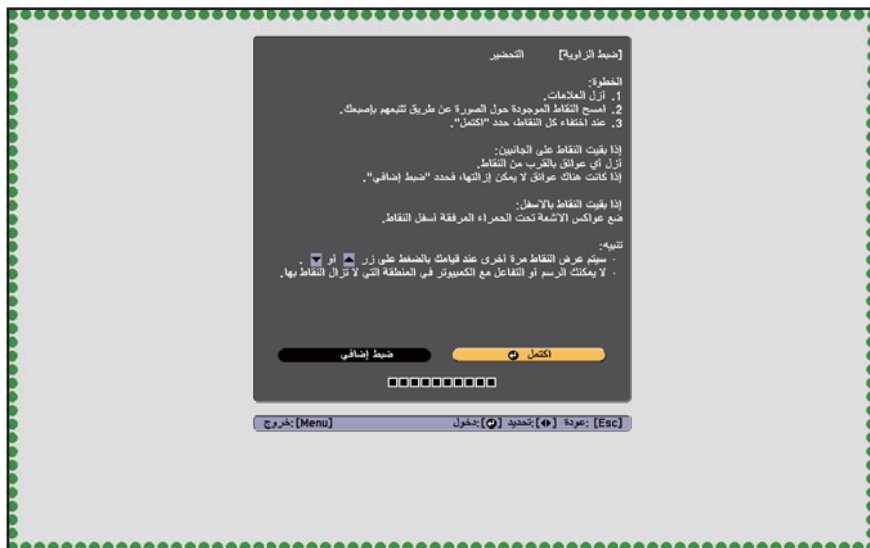 [ضبط الزاوية] التحضير
الخطوة:
1. أزل العلامات.
2. امسح النقاط الموجودة حول الصورة عن طريق تتبعهم بإصبعك.
3. عند اختفاء كل النقاط، حدد "اكتمل".
إذا بقيت النقاط على الجانبين:
أزل أي عوائق بالقرب من النقاط.
إذا كانت هناك عوائق لا يمكن إزالتها، فحدد "ضبط إضافي".
إذا بقيت النقاط بالأسفل:
ضع عواكس الأشعة تحت الحمراء المرفقة أسفل النقاط.
تنبيه:
· سيتم عرض النقاط مرة أخرى عند قيامك بالضغط على زر ▲ أو ▼ .
· لا يمكنك الرسم أو التفاعل مع الكمبيوتر في المنطقة التي لا تزال النقاط بها.
اكتمل ضبط إضافي
[Esc] :عودة [◄►]:تحديد [↵]:دخول [Menu]:خروج